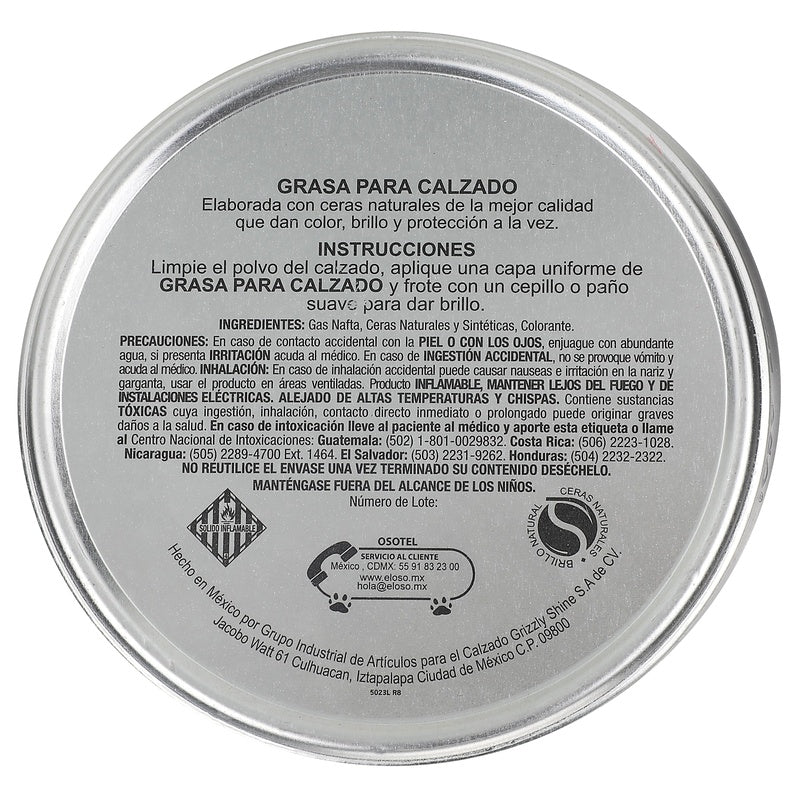 GRASA PARA CALZADO
Elaborada con ceras naturales de la mejor calidad
que dan color, brillo y protección a la vez.
INSTRUCCIONES
Limpie el polvo del calzado, aplique una capa uniforme de
GRASA PARA CALZADO y frote con un cepillo o paño
suave para dar brillo.
INGREDIENTES: Gas Nafta, Ceras Naturales y Sintéticas, Colorante.
PRECAUCIONES: En caso de contacto accidental con la PIEL O CON LOS OJOS, enjuague con abundante
agua, si presenta IRRITACIÓN acuda al médico. En caso de INGESTIÓN ACCIDENTAL, no se provoque vómito y
acuda al médico. INHALACIÓN: En caso de inhalación accidental puede causar nauseas e irritación en la nariz y
garganta, usar el producto en áreas ventiladas. Producto INFLAMABLE, MANTENER LEJOS DEL FUEGO Y DE
INSTALACIONES ELÉCTRICAS. ALEJADO DE ALTAS TEMPERATURAS Y CHISPAS. Contiene sustancias
TÓXICAS cuya ingestión, inhalación, contacto directo inmediato o prolongado puede originar graves
daños a la salud. En caso de intoxicación lleve al paciente al médico y aporte esta etiqueta o llame
al Centro Nacional de Intoxicaciones: Guatemala: (502) 1-801-0029832. Costa Rica: (506) 2223-1028.
Nicaragua: (505) 2289-4700 Ext. 1464. El Salvador: (503) 2231-9262. Honduras: (504) 2232-2322.
NO REUTILICE EL ENVASE UNA VEZ TERMINADO SU CONTENIDO DESÉCHELO.
MANTÉNGASE FUERA DEL ALCANCE DE LOS NIÑOS.
Número de Lote:
SOLIDO INFLAMABLE
4
CERAS NATURALES
BRILLO NATURAL
OSOTEL
SERVICIO AL CLIENTE
México , CDMX: 55 91 83 23 00
www.eloso.mx
hola@eloso.mx
Hecho en México por Grupo Industrial de Artículos para el Calzado Grizzly Shine S.A de CV.
Jacobo Watt 61 Culhuacan, Iztapalapa Ciudad de México C.P. 09800
5023L R8